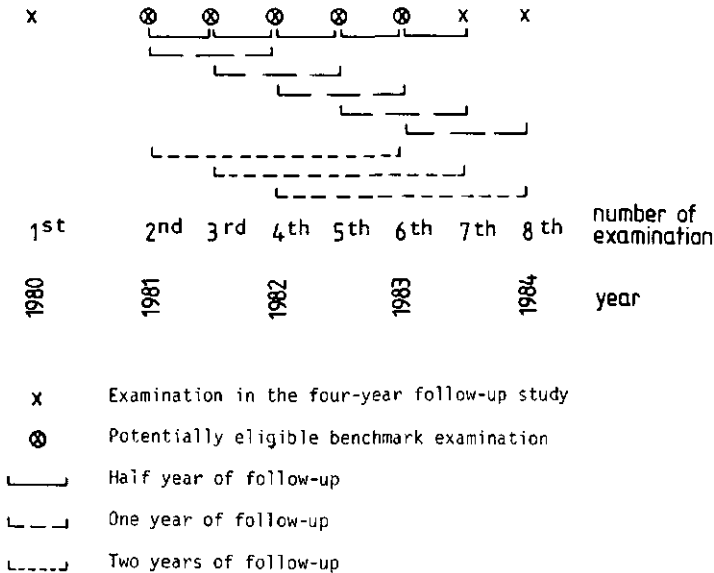 1st 2nd 3rd 4th 5th 6th 7th 8th number of examination
1980 1981 1982 1983 1984 year
x Examination in the four-year follow-up study
⊗ Potentially eligible benchmark examination
Half year of follow-up
One year of follow-up
Two years of follow-up